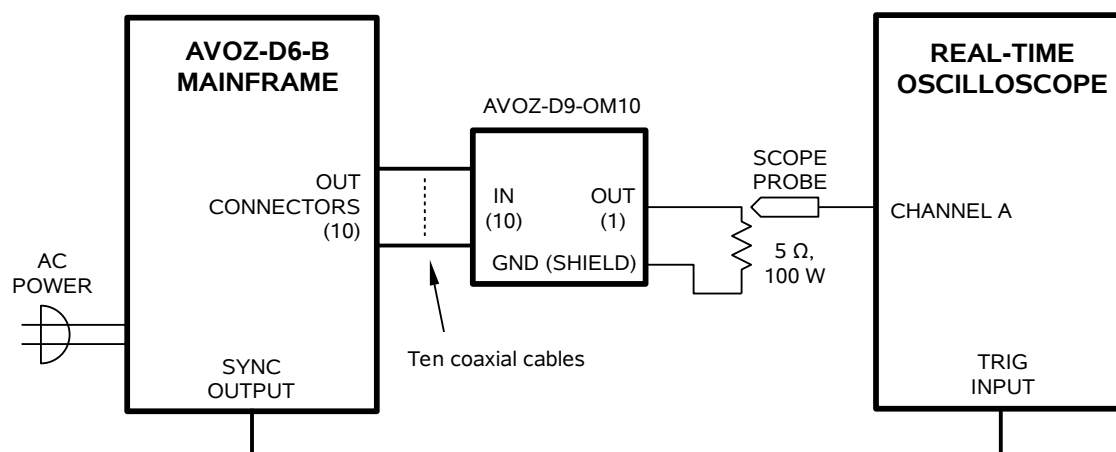 AVOZ-D6-B
MAINFRAME
OUT
CONNECTORS
(10)
AC
POWER
SYNC
OUTPUT
Ten coaxial cables
AVOZ-D9-OM10
IN
(10)
OUT
(1)
GND (SHIELD)
SCOPE
PROBE
5 Ω,
100 W
REAL-TIME
OSCILLOSCOPE
CHANNEL A
TRIG
INPUT